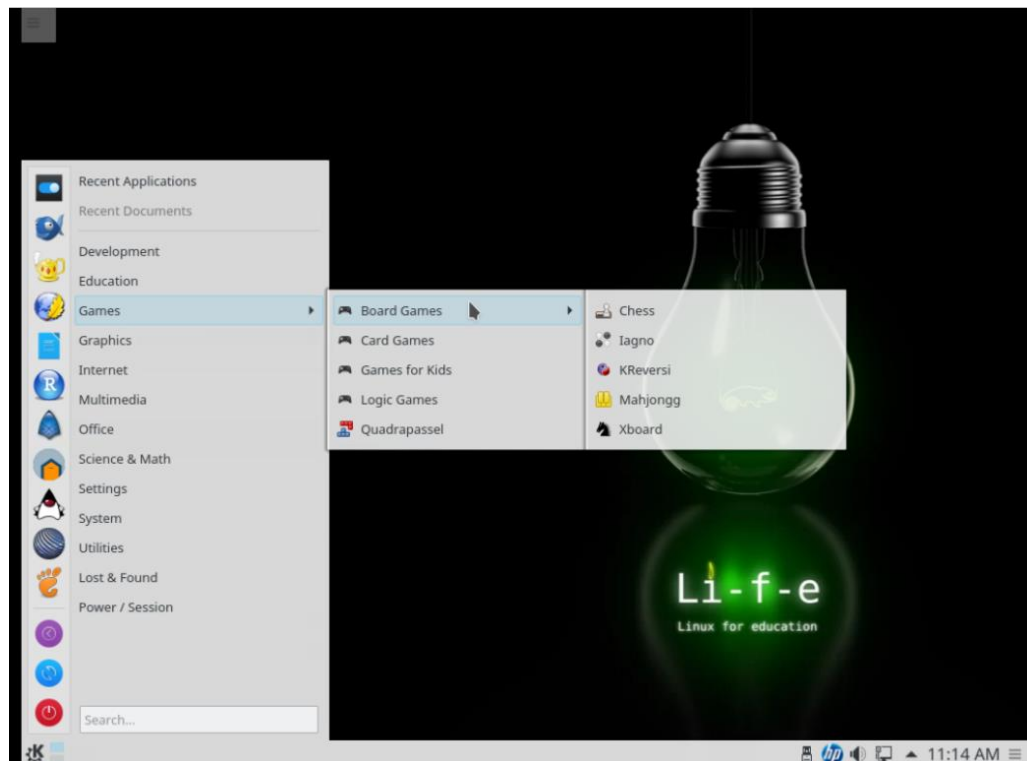 Recent Applications
Recent Documents
Development
Education
Games
Graphics
Internet
Multimedia
Office
Science & Math
Settings
System
Utilities
Lost & Found
Power / Session
Search...
Board Games
Card Games
Games for Kids
Logic Games
Quadrapassel
Chess
Iagno
KReversi
Mahjongg
Xboard
Li-f-e
Linux for education
R
K
hp
11:14 AM